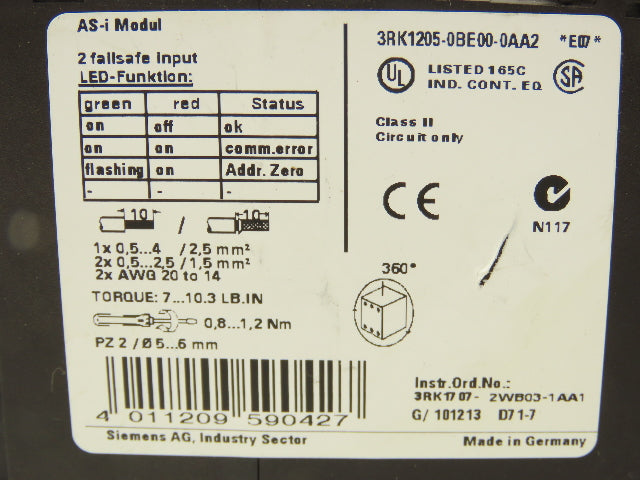 AS-i Modul
2 failsafe input
LED-Funktion:
green red Status
on off ok
on on comm.error
flashing on Addr. Zero
- - -
10 / 10
1x 0,5...4 / 2,5 mm²
2x 0,5...2,5 / 1,5 mm²
2x AWG 20 to 14
TORQUE: 7...10.3 LB.IN
0,8...1,2 Nm
PZ 2 / Ø 5...6 mm
4 011209 590427
Siemens AG, Industry Sector
3RK1205-0BE00-0AA2 *E07*
UL LISTED 165C
IND. CONT. EQ
SA
Class II
Circuit only
CE
N117
360°
Instr.Ord.No.:
3RK1707- 2WB03-1AA1
G/ 101213 D71-7
Made in Germany